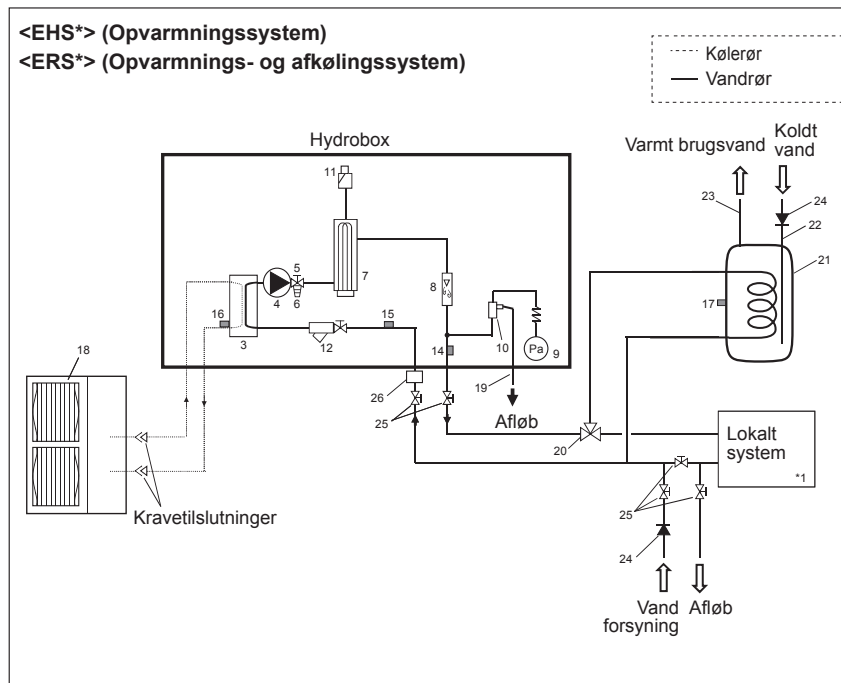 <EHS*> (Opvarmningssystem)
<ERS*> (Opvarmnings- og afkølingssystem)
Kølerør
Vandrør
Hydrobox
Varmt brugsvand
Koldt
vand
11
23
24
22
21
5
6
4
7
8
16
3
12
15
14
10
Pa
9
17
18
26
25
19
Afløb
20
Lokalt
system
*1
Kravetilslutninger
25
24
Vand
forsyning
Afløb